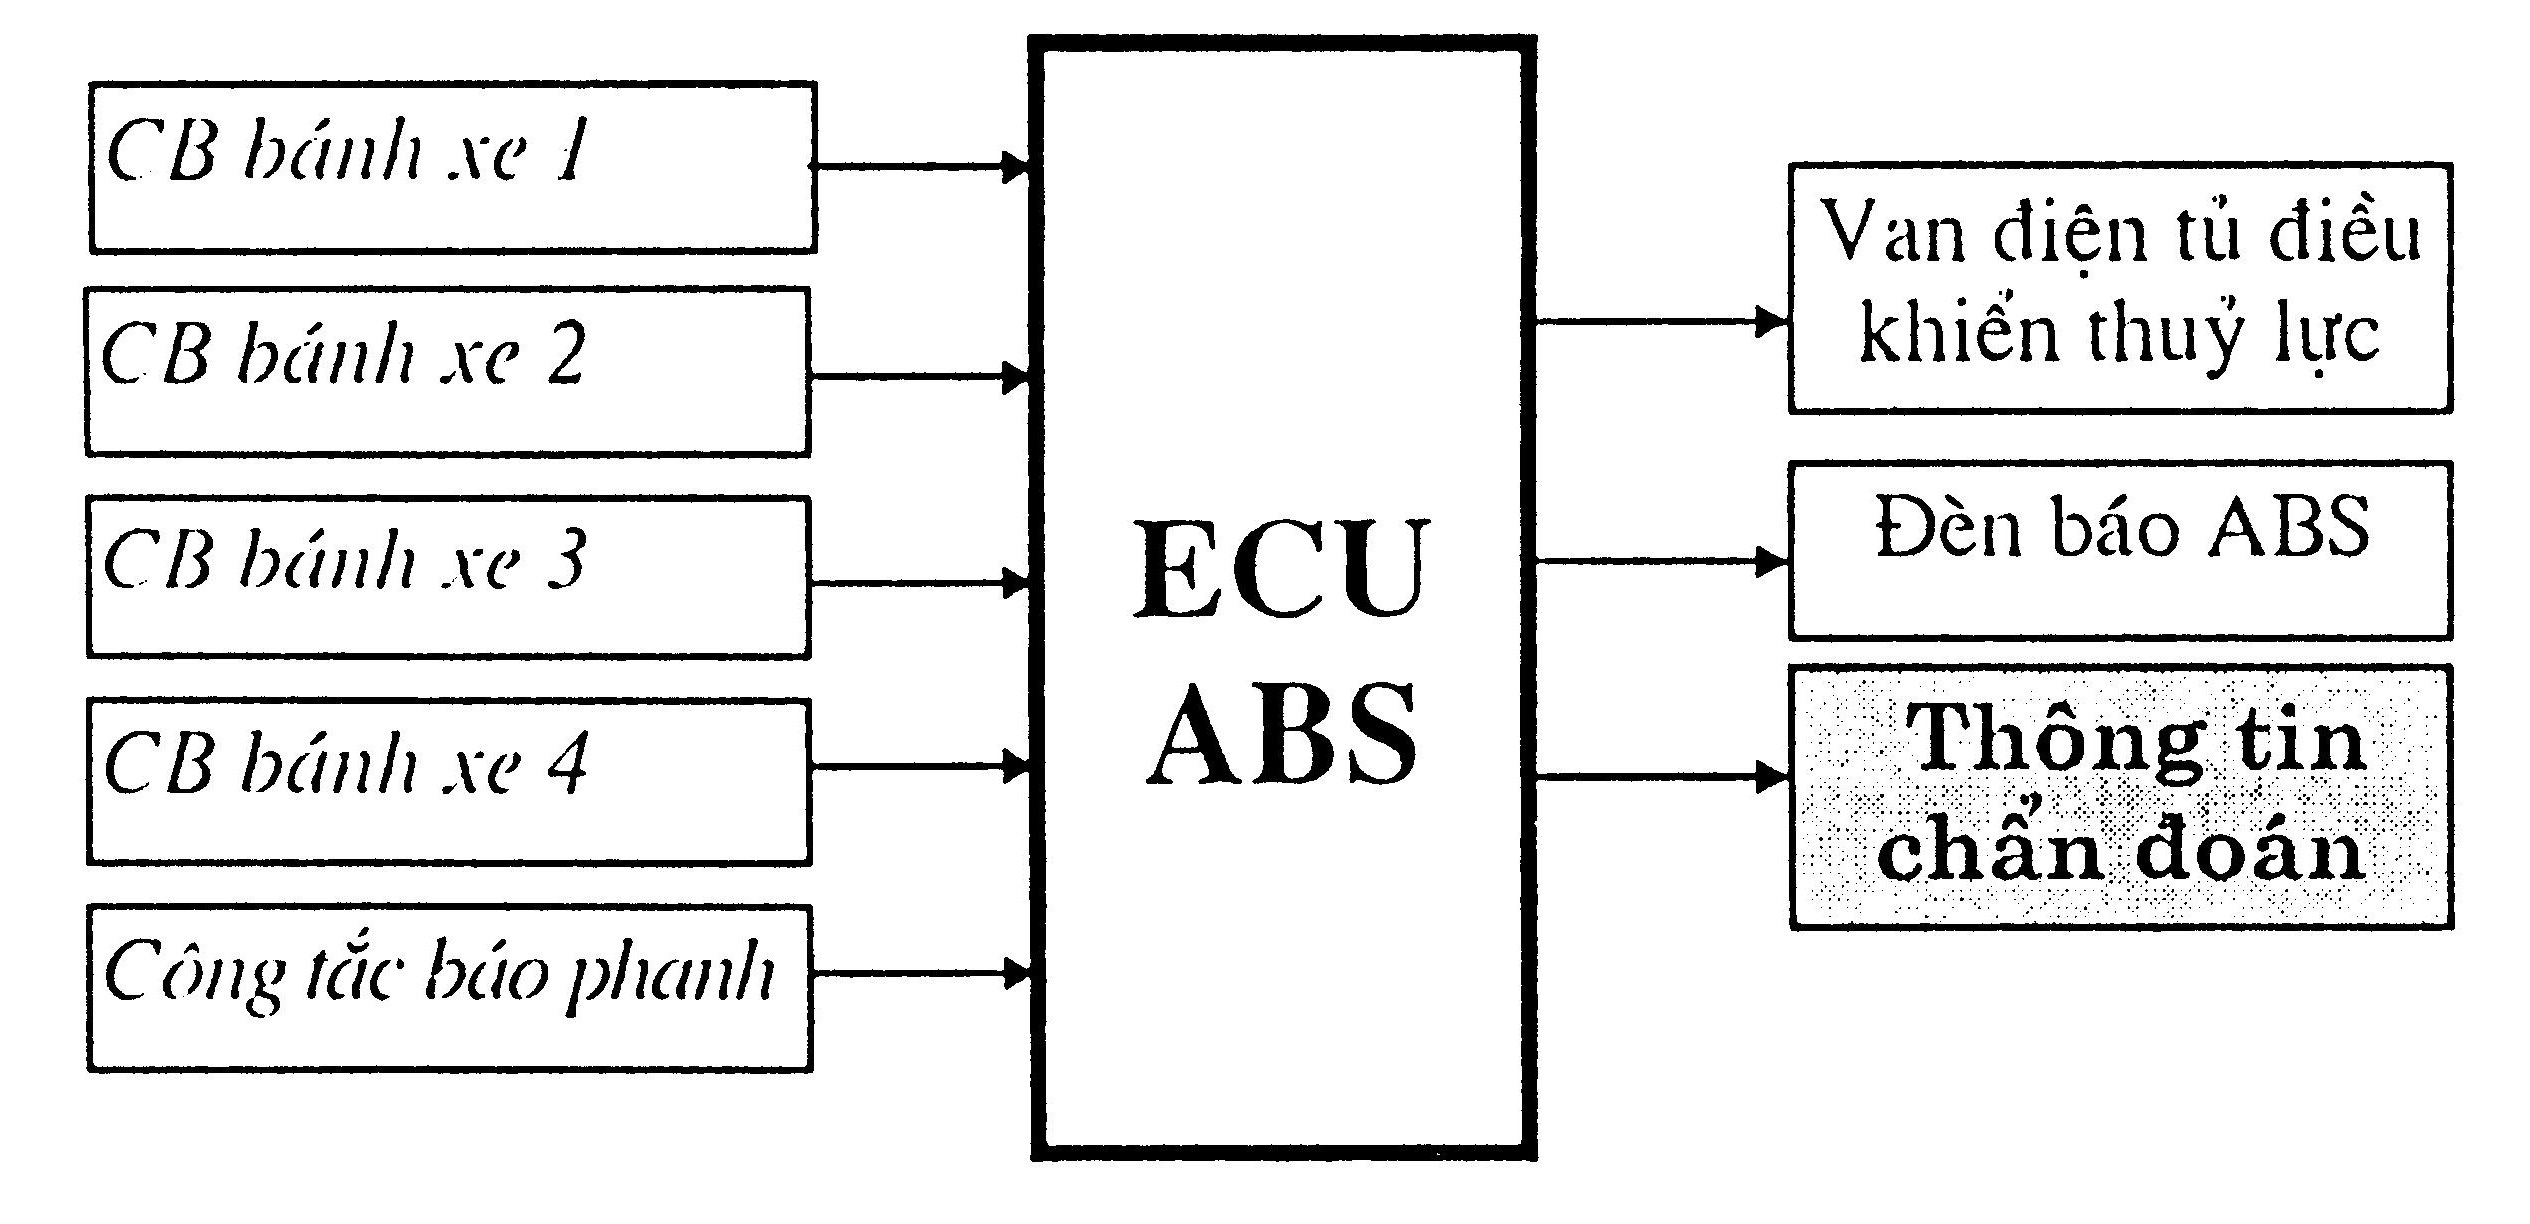 CB bánh xe 1
CB bánh xe 2
CB bánh xe 3
CB bánh xe 4
Công tắc báo phanh
ECU
ABS
Van điện tủ điều
khiển thuỷ lực
Đèn báo ABS
Thông tin
chẩn đoán